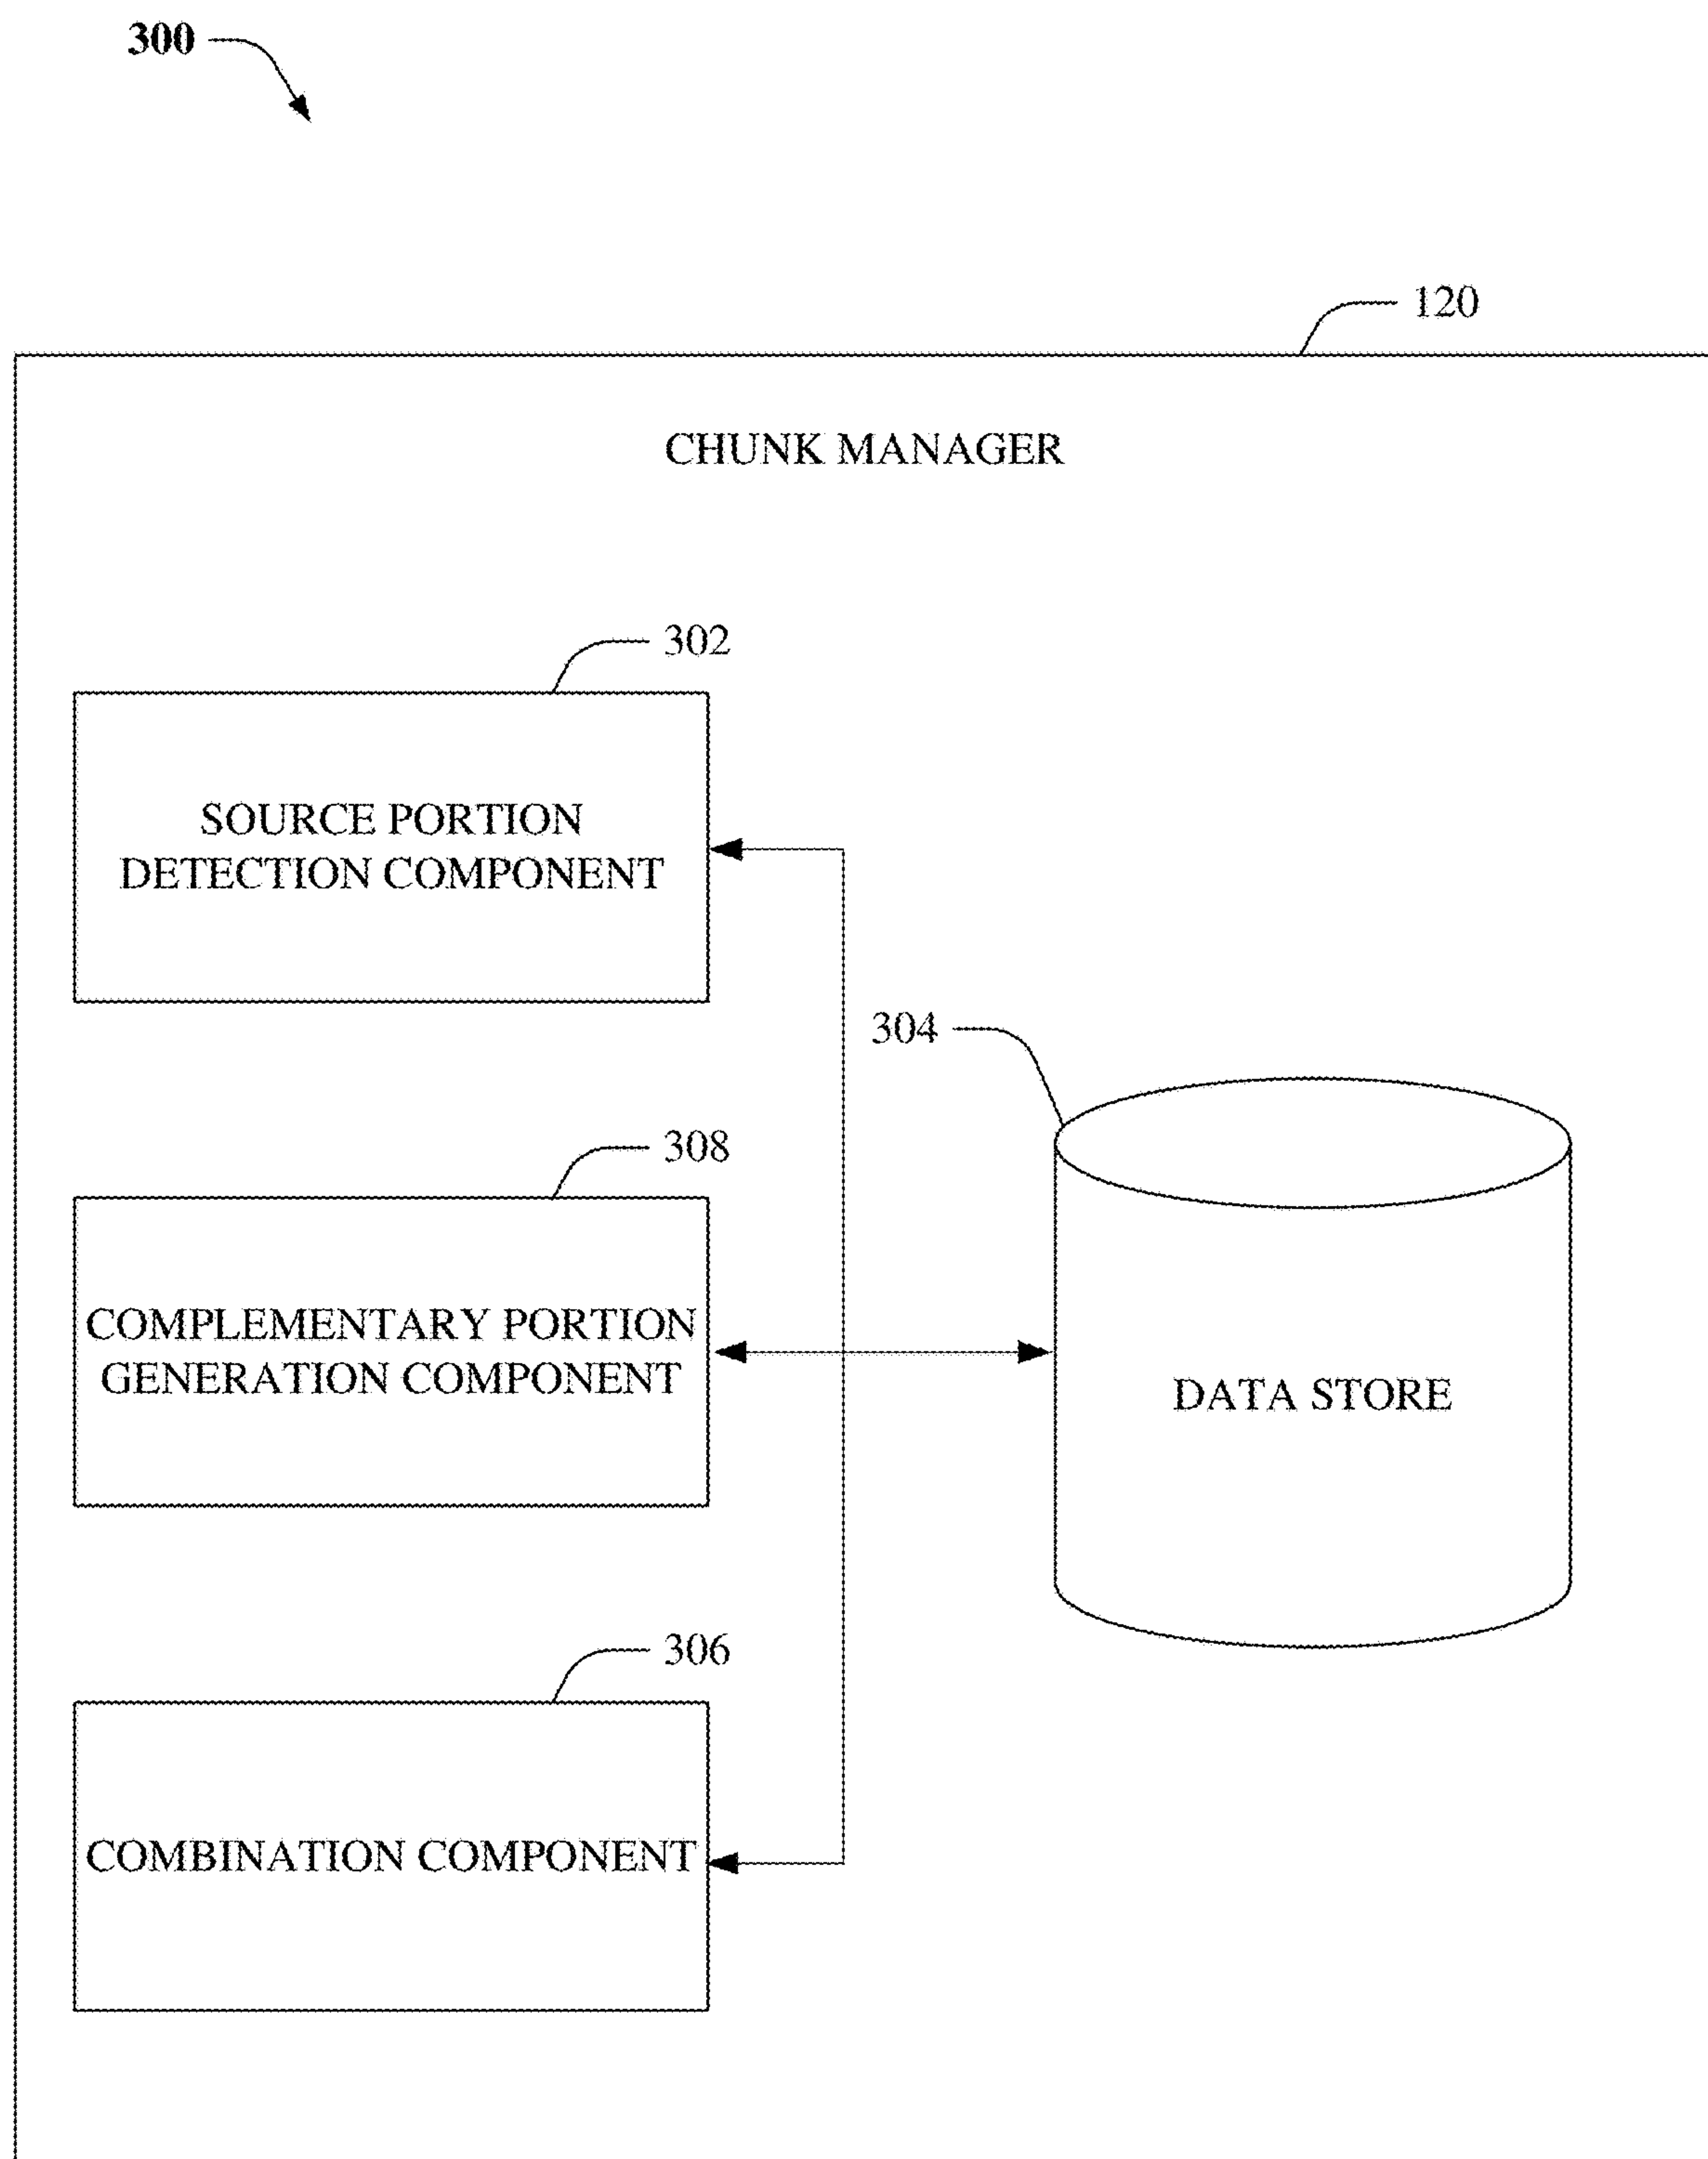 300
120
CHUNK MANAGER
302
SOURCE PORTION
DETECTION COMPONENT
304
308
COMPLEMENTARY PORTION
GENERATION COMPONENT
DATA STORE
306
COMBINATION COMPONENT